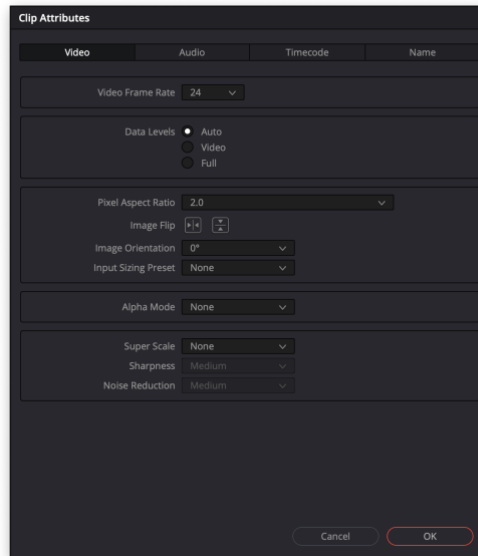 Clip Attributes
Video Audio Timecode Name
Video Frame Rate 24
Data Levels Auto
Video
Full
Pixel Aspect Ratio 2.0
Image Flip
Image Orientation 0°
Input Sizing Preset None
Alpha Mode None
Super Scale None
Sharpness Medium
Noise Reduction Medium
Cancel OK